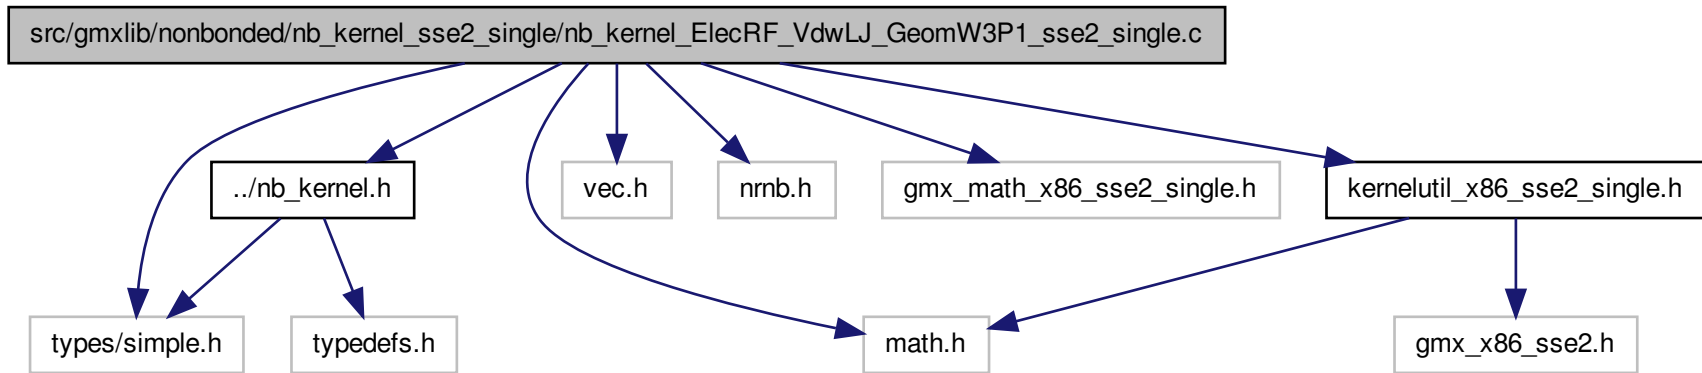 src/gmxlib/nonbonded/nb_kernel_sse2_single/nb_kernel_ElecRF_VdwLJ_GeomW3P1_sse2_single.c
../nb_kernel.h
vec.h
nrnb.h
gmx_math_x86_sse2_single.h
kernelutil_x86_sse2_single.h
types/simple.h
typedefs.h
math.h
gmx_x86_sse2.h